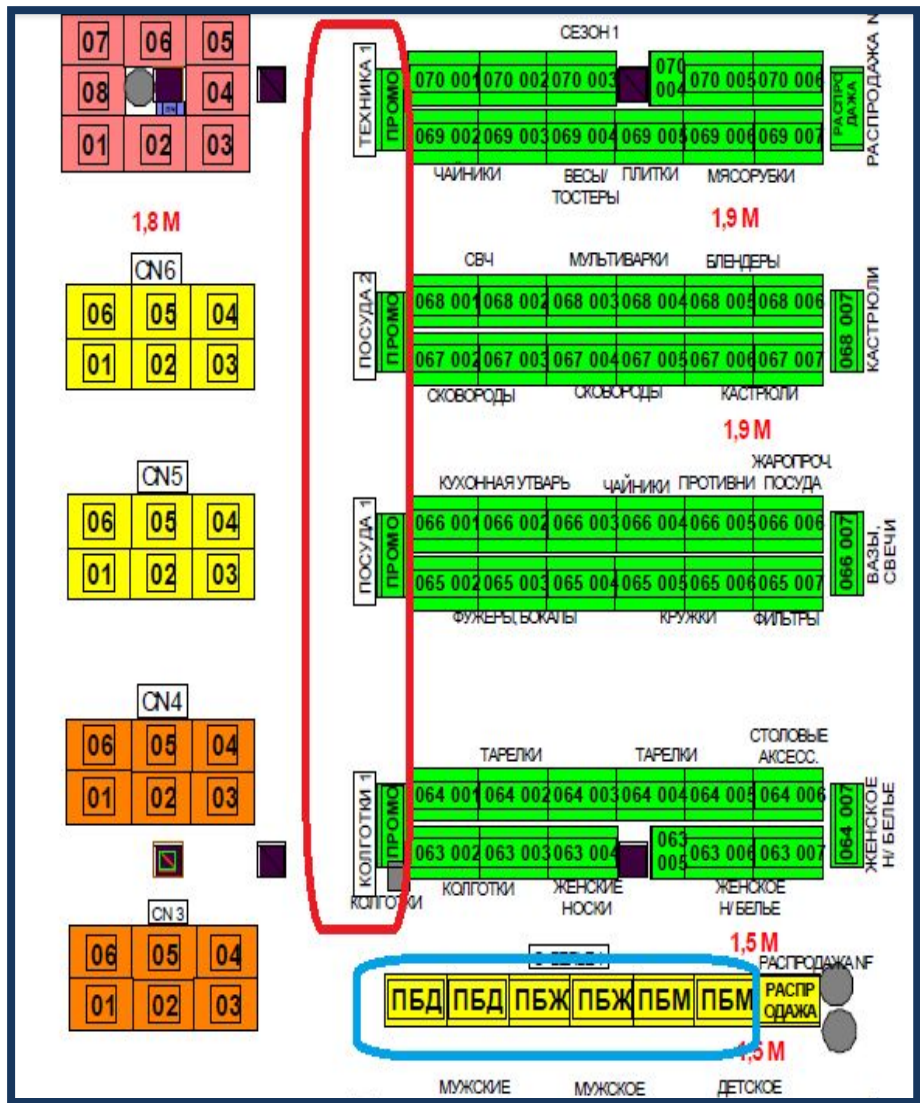 СЕЗОН 1
07 06 05
08 04
01 02 03
ТЕХНИКА 1
ПРОМО
070 001 070 002 070 003 070 004 070 005 070 006
069 002 069 003 069 004 069 005 069 006 069 007
РАСПРО ДАЖА
РАСПРОДАЖА N
ЧАЙНИКИ ВЕСЫ/ ПЛИТКИ МЯСОРУБКИ
ТОСТЕРЫ
1,8 М 1,9 М
CN6
06 05 04
01 02 03
СВЧ МУЛЬТИВАРКИ БЛЕНДЕРЫ
ПОСУДА 2
ПРОМО
068 001 068 002 068 003 068 004 068 005 068 006
067 002 067 003 067 004 067 005 067 006 067 007
068 007
КАСТРЮЛИ
СКОВОРОДЫ СКОВОРОДЫ КАСТРЮЛИ
1,9 М
CN5
06 05 04
01 02 03
ЖАРОПРОЧ.
КУХОННАЯ УТВАРЬ ЧАЙНИКИ ПРОТИВНИ ПОСУДА
ПОСУДА 1
ПРОМО
066 001 066 002 066 003 066 004 066 005 066 006
065 002 065 003 065 004 065 005 065 006 065 007
066 007
ВАЗЫ,
СВЕЧИ
ФУЖЕРЫ, БОКАЛЫ КРУЖКИ ФИЛЬТРЫ
CN4
06 05 04
01 02 03
СТОЛОВЫЕ
ТАРЕЛКИ ТАРЕЛКИ АКСЕСС.
КОЛГОТКИ 1
ПРОМО
064 001 064 002 064 003 064 004 064 005 064 006
063 002 063 003 063 004 063 005 063 006 063 007
064 007
ЖЕНСКОЕ
Н/ БЕЛЬЕ
КОЛГОТКИ КОЛГОТКИ ЖЕНСКИЕ ЖЕНСКОЕ
НОСКИ Н/ БЕЛЬЕ
CN 3
06 05 04
01 02 03
1,5 М
РАСПРОДАЖА NF
ПБД ПБД ПБЖ ПБЖ ПБМ ПБМ РАСПР
ОДАЖА
1,5 М
МУЖСКИЕ МУЖСКОЕ ДЕТСКОЕ